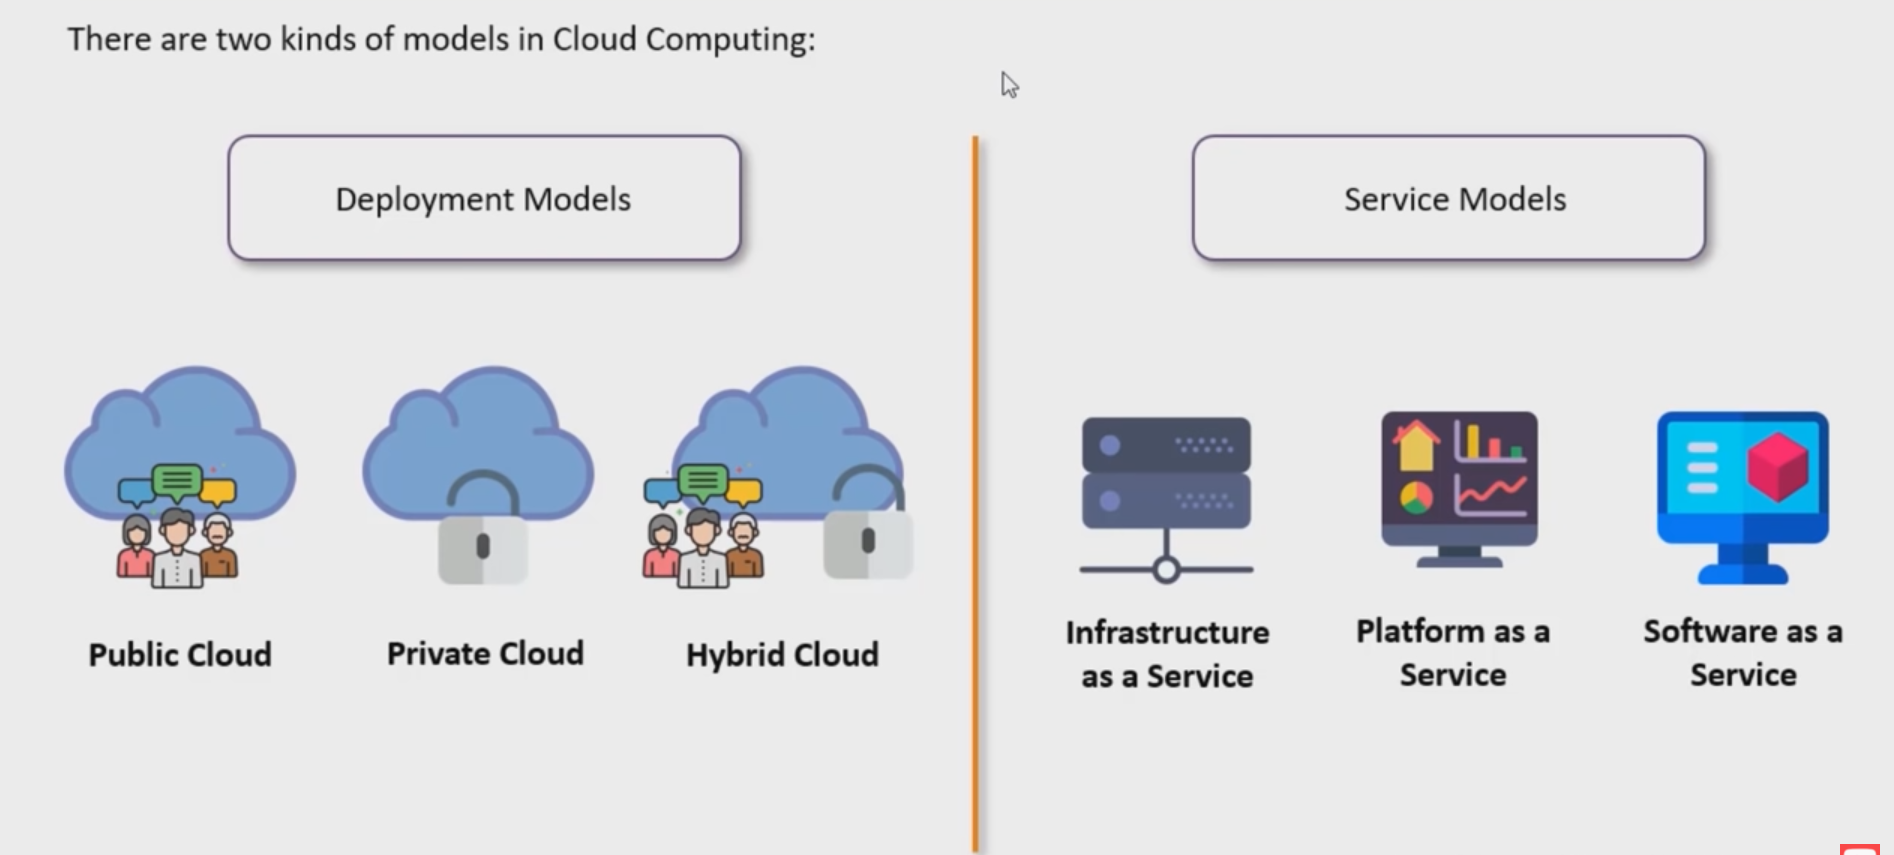 There are two kinds of models in Cloud Computing:
Deployment Models
Public Cloud
Private Cloud
Hybrid Cloud
Service Models
Infrastructure
as a Service
Platform as a
Service
Software as a
Service